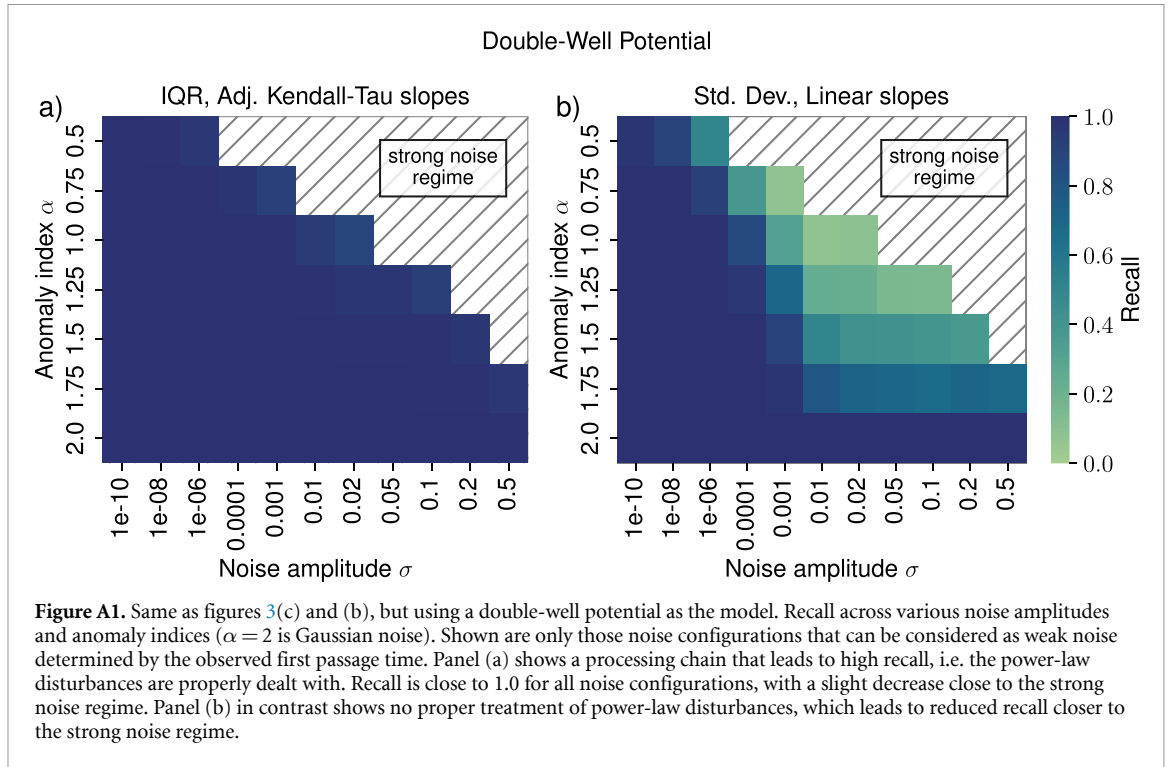 Double-Well Potential
a)
IQR, Adj. Kendall-Tau slopes
Anomaly index α
0.5
0.75
1.0
1.25
1.5
1.75
2.0
strong noise
regime
1e-10
1e-08
1e-06
0.0001
0.001
0.01
0.02
0.05
0.1
0.2
0.5
Noise amplitude σ
b)
Std. Dev., Linear slopes
Anomaly index α
0.5
0.75
1.0
1.25
1.5
1.75
2.0
strong noise
regime
1e-10
1e-08
1e-06
0.0001
0.001
0.01
0.02
0.05
0.1
0.2
0.5
Noise amplitude σ
1.0
0.8
0.6
0.4
0.2
0.0
Recall
Figure A1. Same as figures 3(c) and (b), but using a double-well potential as the model. Recall across various noise amplitudes
and anomaly indices (α = 2 is Gaussian noise). Shown are only those noise configurations that can be considered as weak noise
determined by the observed first passage time. Panel (a) shows a processing chain that leads to high recall, i.e. the power-law
disturbances are properly dealt with. Recall is close to 1.0 for all noise configurations, with a slight decrease close to the strong
noise regime. Panel (b) in contrast shows no proper treatment of power-law disturbances, which leads to reduced recall closer to
the strong noise regime.